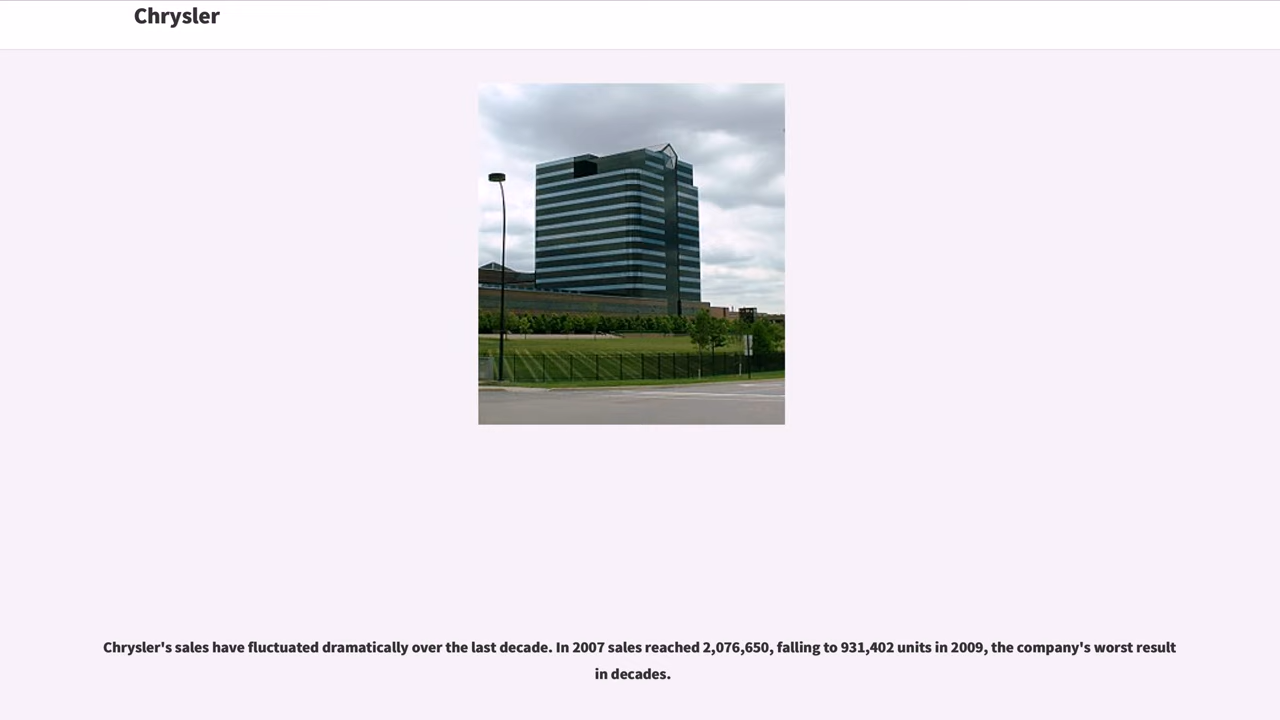 Chrysler
Chrysler's sales have fluctuated dramatically over the last decade. In 2007 sales reached 2,076,650, falling to 931,402 units in 2009, the company's worst result
in decades.